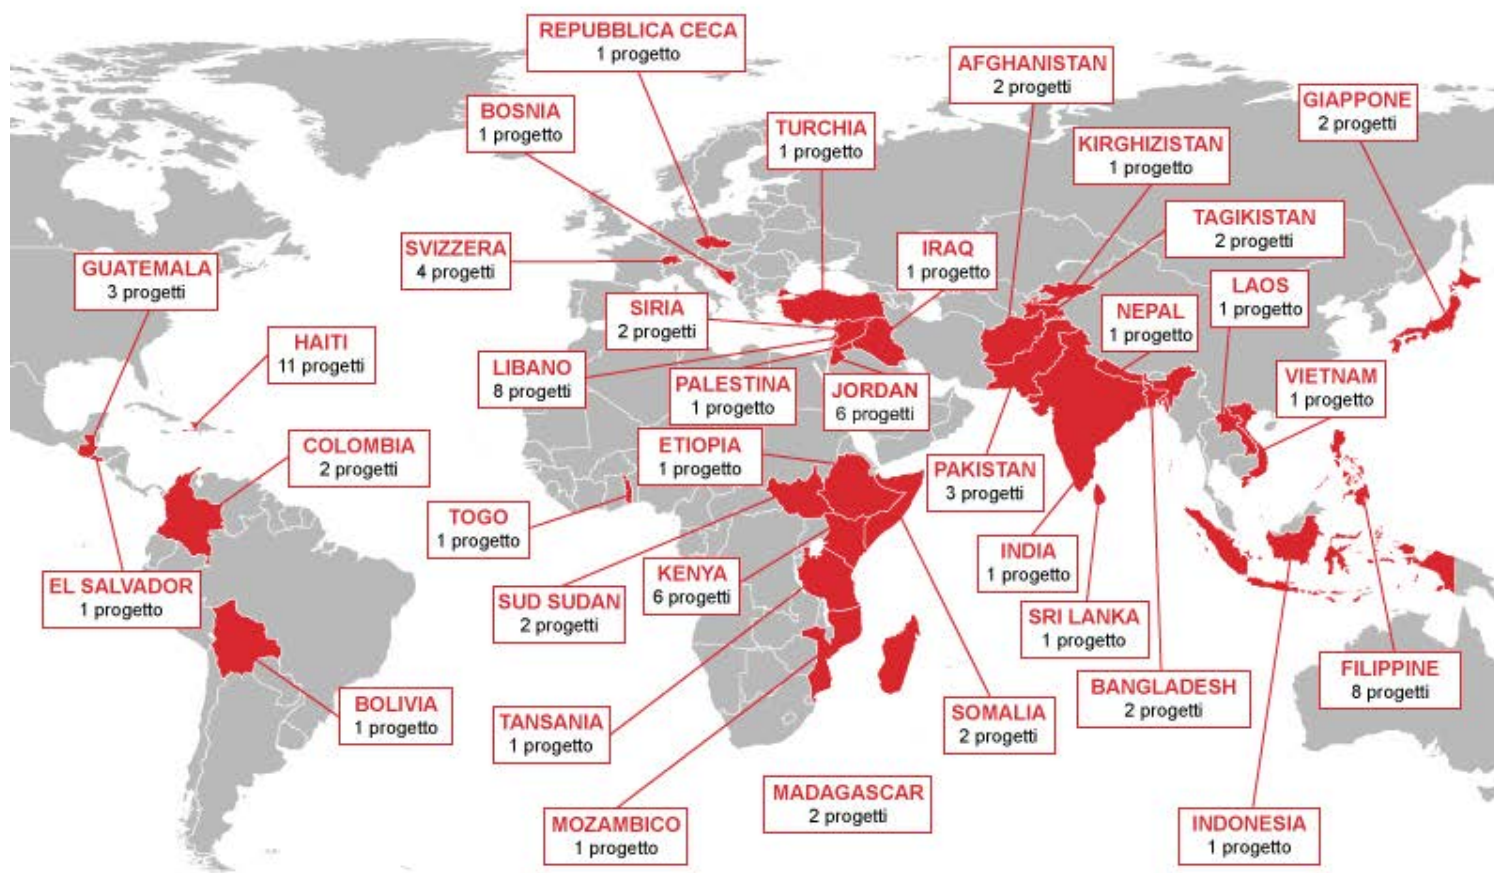 REPUBBLICA CECA
1 progetto
AFGHANISTAN
2 progetti
BOSNIA
1 progetto
TURCHIA
1 progetto
GIAPPONE
2 progetti
KIRGHIZISTAN
1 progetto
TAGIKISTAN
2 progetti
SVIZZERA
4 progetti
IRAQ
1 progetto
GUATEMALA
3 progetti
LAOS
1 progetto
SIRIA
2 progetti
NEPAL
1 progetto
HAITI
11 progetti
LIBANO
8 progetti
PALESTINA
1 progetto
JORDAN
6 progetti
VIETNAM
1 progetto
COLOMBIA
2 progetti
ETIOPIA
1 progetto
PAKISTAN
3 progetti
TOGO
1 progetto
INDIA
1 progetto
EL SALVADOR
1 progetto
KENYA
6 progetti
SUD SUDAN
2 progetti
SRI LANKA
1 progetto
FILIPPINE
8 progetti
BANGLADESH
2 progetti
BOLIVIA
1 progetto
TANSANIA
1 progetto
SOMALIA
2 progetti
MADAGASCAR
2 progetti
MOZAMBICO
1 progetto
INDONESIA
1 progetto